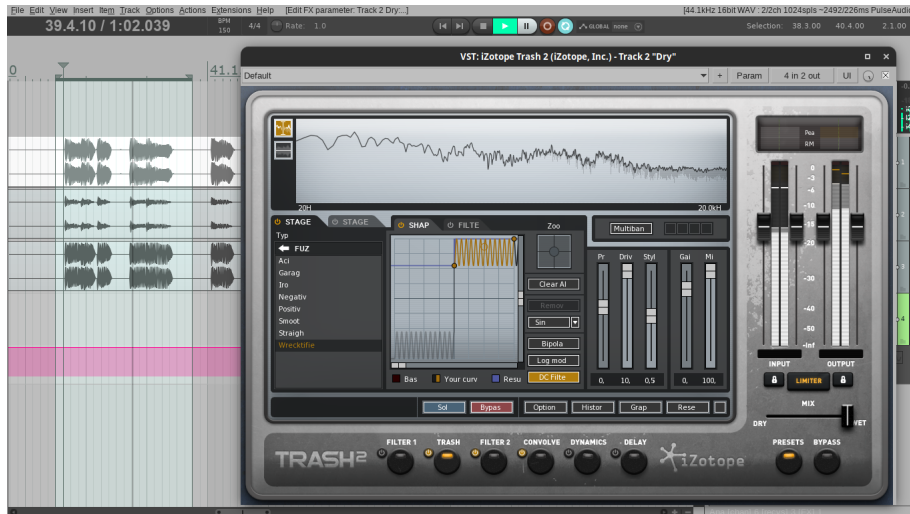 File Edit View Insert Item Track Options Actions Extensions Help [Edit FX parameter: Track 2 Dry:...] [44.1kHz 16bit WAV : 2/2ch 1024spls ~2492/226ms PulseAudio
39.4.10 / 1:02.039 BPM 150 4/4 Rate: 1.0 GLOBAL none Selection: 38.3.00 40.4.00 2.1.00
VST: iZotope Trash 2 (iZotope, Inc.) - Track 2 "Dry"
41.1
Default + Param 4 in 2 out UI
Pea
RM
20H 20.0kH
STAGE STAGE SHAP FILTE Zoo Multiban
Typ
FUZ
Aci
Garag
Iro
Negativ
Positiv
Smoot
Straigh
Wrecktifie
Clear Al
Remov
Sin
Bipola
Log mod
DC Filte
Bas Your curv Resu
Pr Driv Styl Gai Mi
0, 10, 0,5 0, 100,
0
-3
-6
-10
-20
-30
-40
-50
-Inf
INPUT OUTPUT
LIMITER
MIX
DRY WET
Sol Bypas Option Histor Grap Rese
FILTER 1 TRASH FILTER 2 CONVOLVE DYNAMICS DELAY PRESETS BYPASS
TRASH2 iZotope